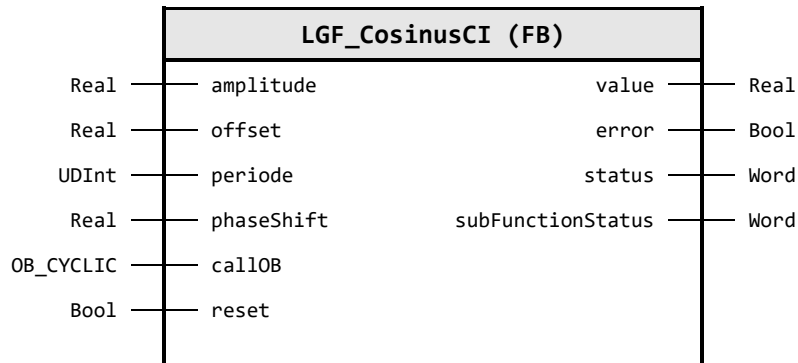 LGF_CosinusCI (FB)
Real amplitude value Real
Real offset error Bool
UDInt periode status Word
Real phaseShift subFunctionStatus Word
OB_CYCLIC callOB
Bool reset